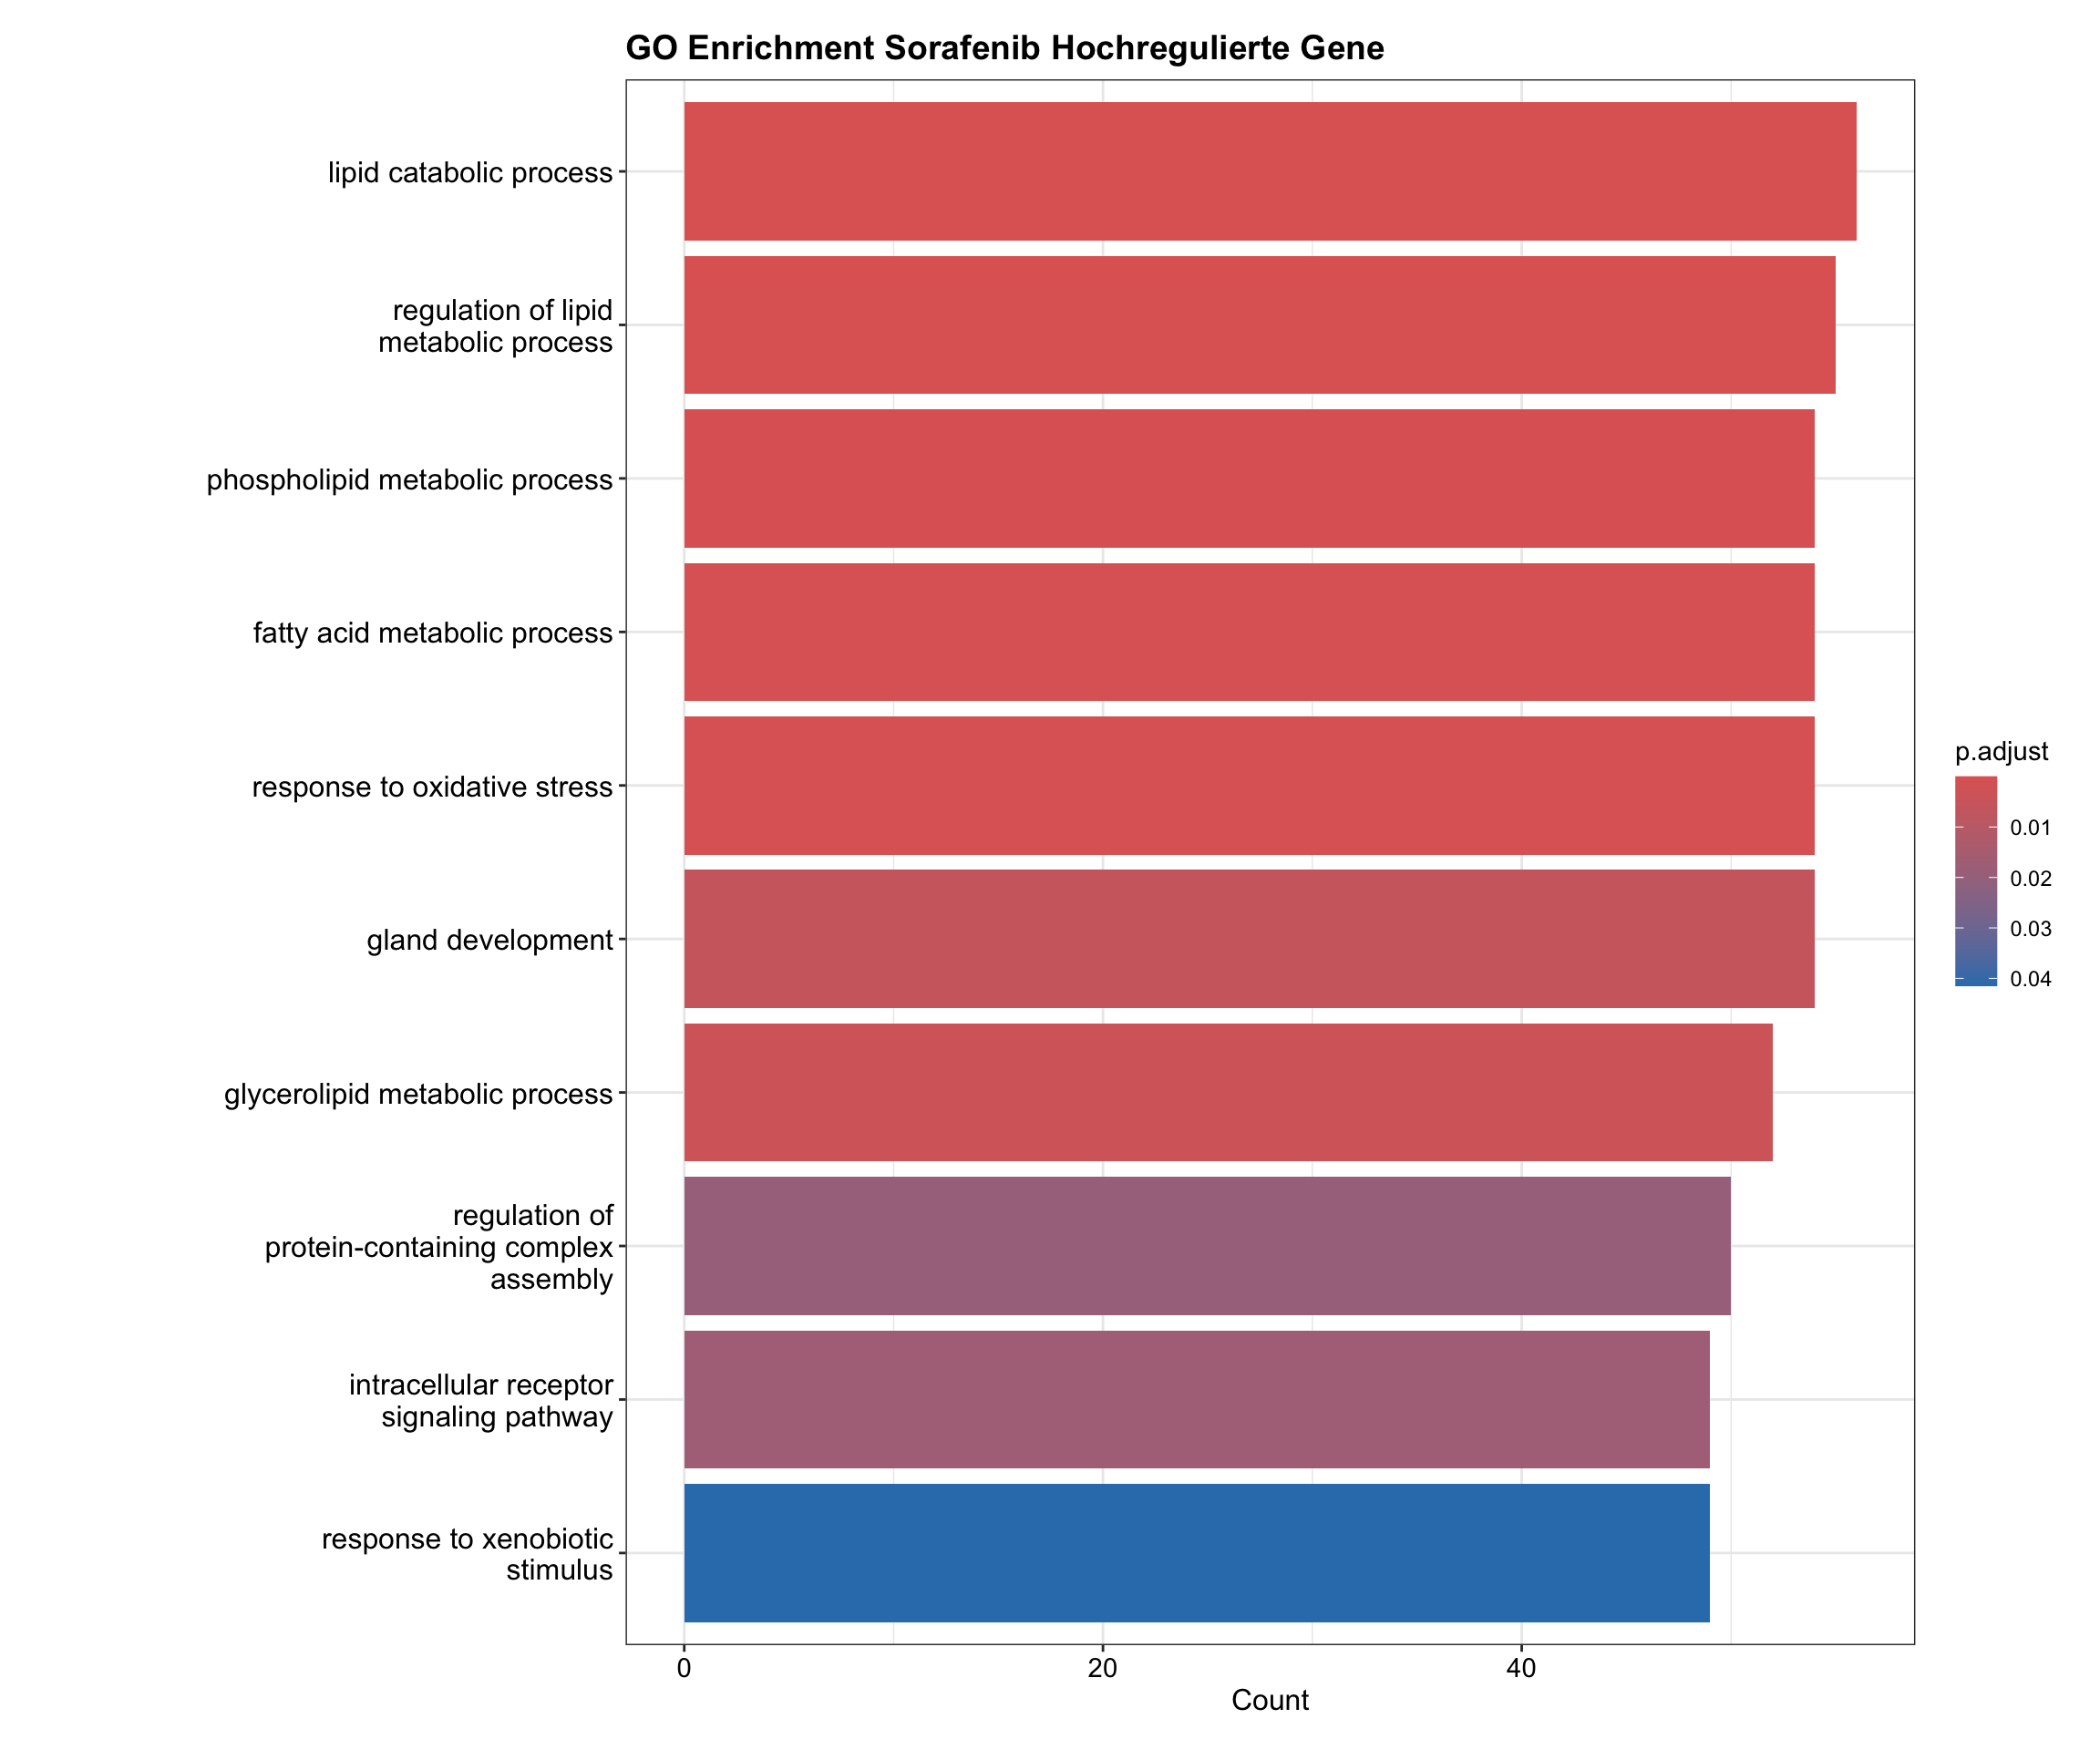 GO Enrichment Sorafenib Hochregulierte Gene
lipid catabolic process
regulation of lipid
metabolic process
phospholipid metabolic process
fatty acid metabolic process
response to oxidative stress
gland development
glycerolipid metabolic process
regulation of
protein-containing complex
assembly
intracellular receptor
signaling pathway
response to xenobiotic
stimulus
0
20
40
Count
p.adjust
0.01
0.02
0.03
0.04